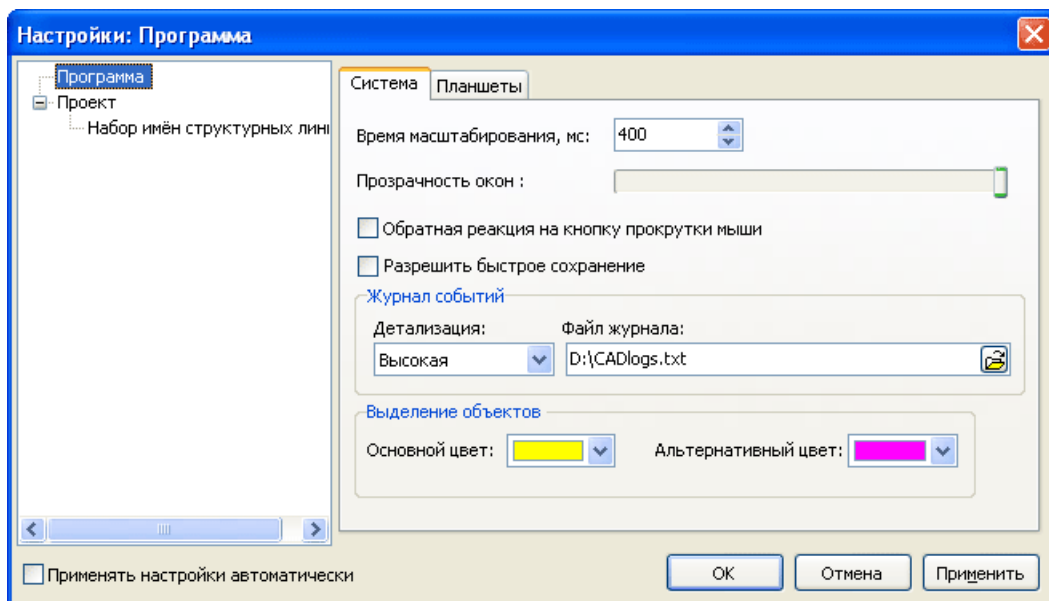 Настройки: Программа
Программа
Проект
Набор имён структурных лин
Система
Планшеты
Время масштабирования, мс:
400
Прозрачность окон :
Обратная реакция на кнопку прокрутки мыши
Разрешить быстрое сохранение
Журнал событий
Детализация:
Файл журнала:
Высокая
D:\CADlogs.txt
Выделение объектов
Основной цвет:
Альтернативный цвет:
Применять настройки автоматически
OK
Отмена
Применить